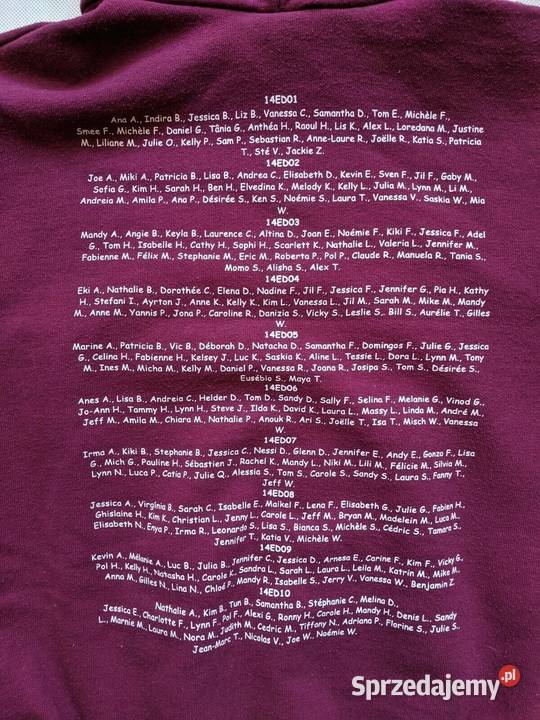 14ED01
Ana A., Indira B., Jessica B., Liz B., Vanessa C., Samantha D., Tom E., Michèle F.,
Smee F., Michèle F., Daniel G., Tânia G., Anthéa H., Raoul H., Lis K., Alex L., Loredana M., Justine
M., Liliane M., Julie O., Kelly P., Sam P., Sebastian R., Anne-Laure R., Joëlle R., Katia S., Patricia
T., Sté V., Jackie Z.
14ED02
Joe A., Miki A., Patricia B., Lisa B., Andrea C., Elisabeth D., Kevin E., Sven F., Jil F., Gaby M.,
Sofia G., Kim H., Sarah H., Ben H., Elvedina K., Melody K., Kelly L., Julia M., Lynn M., Li M.,
Andreia M., Amila P., Ana P., Désirée S., Ken S., Noémie S., Laura T., Vanessa V., Saskia W., Mia
W.
14ED03
Mandy A., Angie B., Keyla B., Laurence C., Altina D., Joan E., Noémie F., Kiki F., Jessica F., Adel
G., Tom H., Isabelle H., Cathy H., Sophi H., Scarlett K., Nathalie L., Valeria L., Jennifer M.,
Fabienne M., Félix M., Stephanie M., Eric M., Roberta P., Pol P., Claude R., Manuela R., Tania S.,
Momo S., Alisha S., Alex T.
14ED04
Eki A., Nathalie B., Dorothée C., Elena D., Nadine F., Jil F., Jessica F., Jennifer G., Pia H., Kathy
H., Stefani I., Ayrton J., Anne K., Kelly K., Kim L., Vanessa L., Jil M., Sarah M., Mike M., Mandy
M., Anne M., Yannis P., Jona P., Caroline R., Danizia S., Vicky S., Leslie S., Bill S., Aurélie T., Gilles
W.
14ED05
Marine A., Patricia B., Vic B., Déborah D., Natacha D., Samantha F., Domingos F., Julie G., Jessica
G., Celina H., Fabienne H., Kelsey J., Luc K., Saskia K., Aline L., Tessie L., Dora L., Lynn M., Tony
M., Ines M., Micha M., Kelly M., Daniel P., Vanessa R., Joana R., Josipa S., Tom S., Désirée S.,
Eusébio S., Maya T.
14ED06
Anes A., Lisa B., Andreia C., Helder D., Tom D., Sandy D., Sally F., Selina F., Melanie G., Vinod G.,
Jo-Ann H., Tammy H., Lynn H., Steve J., Ilda K., David K., Laura L., Massy L., Linda M., André M.,
Jeff M., Amila M., Chiara M., Nathalie P., Anouk R., Ari S., Joëlle T., Isa T., Misch W., Vanessa
W.
14ED07
Irma A., Kiki B., Stephanie B., Jessica C., Nessi D., Glenn D., Jennifer E., Andy E., Gonzo F., Lisa
G., Mich G., Pauline H., Sébastien J., Rachel K., Mandy L., Niki M., Lili M., Félicie M., Silvia M.,
Lynn N., Luca P., Catia P., Julie Q., Alessia S., Tom S., Carole S., Sandy S., Laura S., Fanny T.,
Jeff W.
14ED08
Jessica A., Virginia B., Sarah C., Isabelle E., Maikel F., Lena F., Elisabeth G., Julie G., Fabien H.,
Ghislaine H., Kim K., Christian L., Jenny L., Carole L., Jeff M., Bryan M., Madelein M., Luca M.,
Elisabeth N., Enya P., Irma R., Leonardo S., Lisa S., Bianca S., Michèle S., Cédric S., Tamara S.,
Jennifer T., Katia V., Michèle W.
14ED09
Kevin A., Mélanie A., Luc B., Julia B., Jennifer C., Jessica D., Arnesa E., Carine F., Kim F., Vicky G.,
Pol H., Kelly H., Natasha H., Carole K., Sandra L., Sarah L., Laura L., Leila M., Katrin M., Mike M.,
Anna M., Gilles N., Lina N., Chloé P., Mandy R., Isabelle S., Jerry V., Vanessa W., Benjamin Z.
14ED10
Nathalie A., Kim B., Tun B., Samantha B., Stéphanie C., Melina D.,
Jessica E., Charlotte F., Lynn F., Pol F., Alexi G., Ronny H., Carole H., Mandy H., Denis L., Sandy
L., Marnie M., Laura M., Nora M., Judith M., Cedric M., Tiffany N., Adriana P., Florine S., Julie S.,
Jean-Marc T., Nicolas V., Joe W., Noémie W.
Sprzedajemy.pl